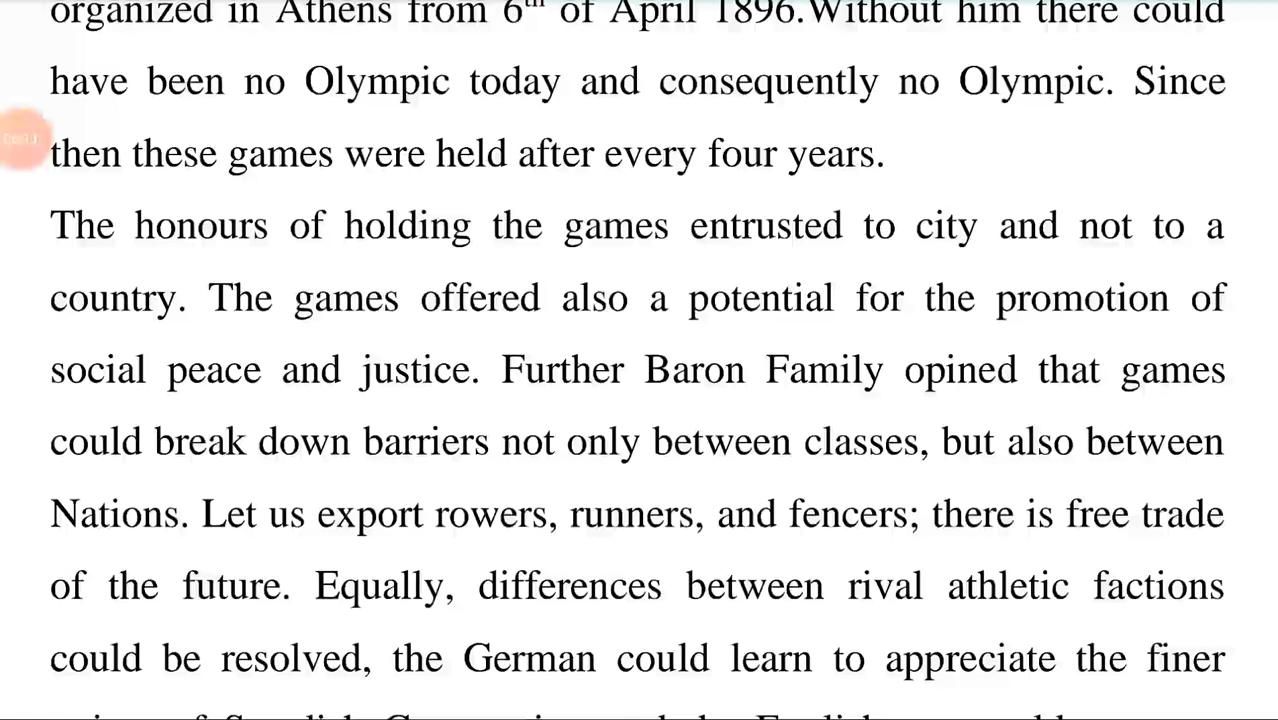 organized in Athens from 6th of April 1896.Without him there could
have been no Olympic today and consequently no Olympic. Since
then these games were held after every four years.
The honours of holding the games entrusted to city and not to a
country. The games offered also a potential for the promotion of
social peace and justice. Further Baron Family opined that games
could break down barriers not only between classes, but also between
Nations. Let us export rowers, runners, and fencers; there is free trade
of the future. Equally, differences between rival athletic factions
could be resolved, the German could learn to appreciate the finer